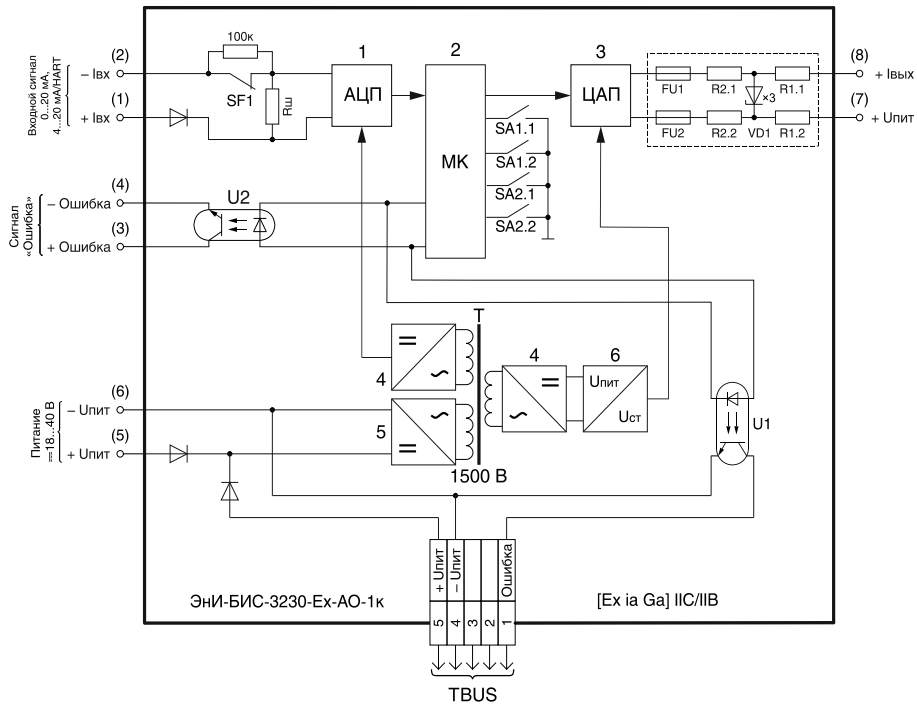 Входной сигнал
0...20 мА,
4...20 мА/HART
(2)
– Iвх
(1)
+ Iвх
100к
SF1
Rш
1
АЦП
2
МК
SA1.1
SA1.2
SA2.1
SA2.2
3
ЦАП
FU1
R2.1
×3
R1.1
FU2
R2.2
VD1
R1.2
(8)
+ Iвых
(7)
+ Uпит
Сигнал
«Ошибка»
(4)
– Ошибка
(3)
+ Ошибка
U2
T
=
~
4
~
=
5
1500 В
4
=
~
6
Uпит
Uст
U1
Питание
⎓18...40 В
(6)
– Uпит
(5)
+ Uпит
+ Uпит
– Uпит
Ошибка
5
4
3
2
1
ЭнИ-БИС-3230-Ex-АО-1к
[Ex ia Ga] IIC/IIB
TBUS